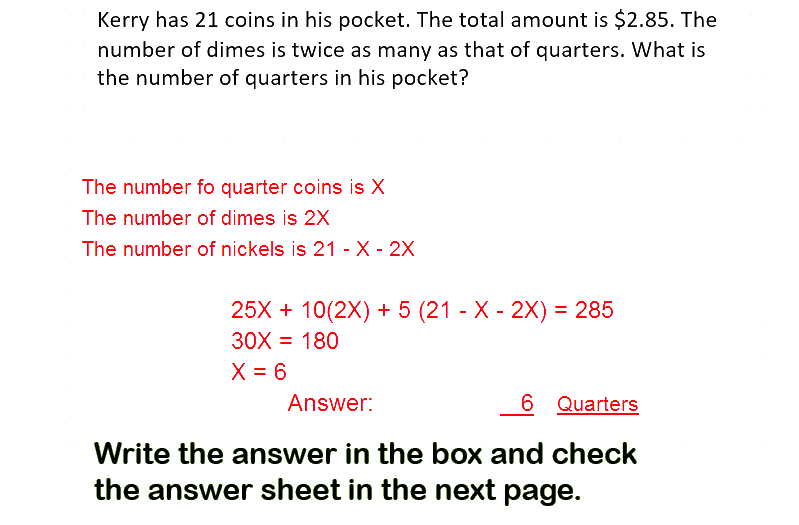 Kerry has 21 coins in his pocket. The total amount is $2.85. The
number of dimes is twice as many as that of quarters. What is
the number of quarters in his pocket?
The number fo quarter coins is X
The number of dimes is 2X
The number of nickels is 21 - X - 2X
25X + 10(2X) + 5 (21 - X - 2X) = 285
30X = 180
X = 6
Answer: 6 Quarters
Write the answer in the box and check
the answer sheet in the next page.